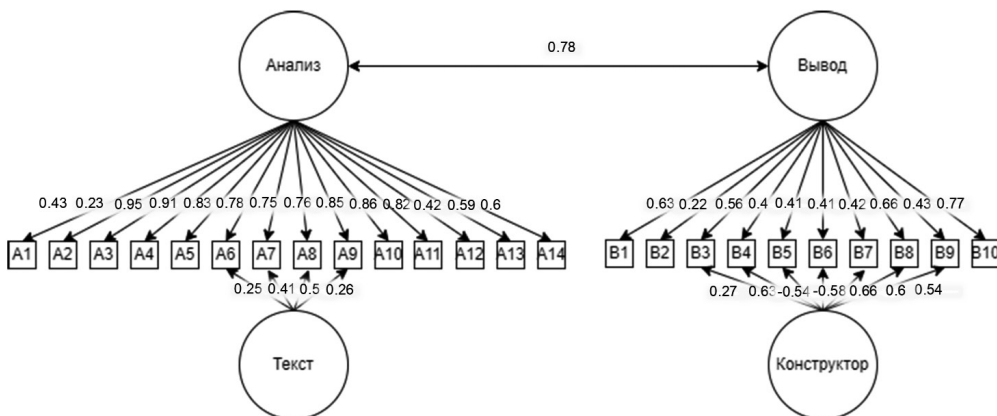 0.78
Анализ
Вывод
0.43 0.23 0.95 0.91 0.83 0.78 0.75 0.76 0.85 0.86 0.82 0.42 0.59 0.6
0.63 0.22 0.56 0.4 0.41 0.41 0.42 0.66 0.43 0.77
A1 A2 A3 A4 A5 A6 A7 A8 A9 A10 A11 A12 A13 A14
B1 B2 B3 B4 B5 B6 B7 B8 B9 B10
0.25 0.41 0.5 0.26
0.27 0.63 -0.54 -0.58 0.66 0.6 0.54
Текст
Конструктор